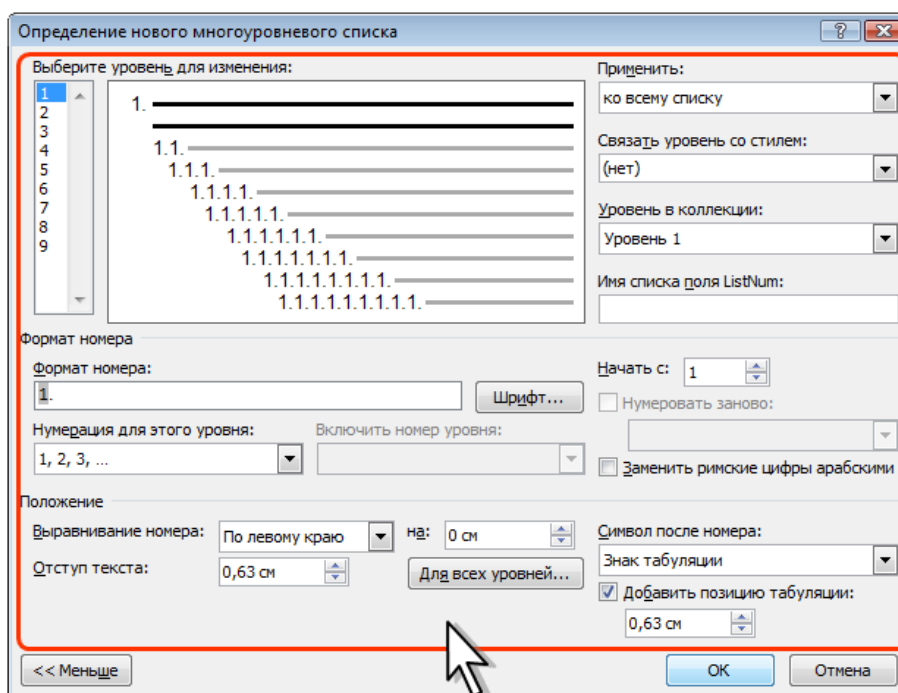 Определение нового многоуровневого списка
Выберите уровень для изменения:
1
2
3
4
5
6
7
8
9
1.
1.1.
1.1.1.
1.1.1.1.
1.1.1.1.1.
1.1.1.1.1.1.
1.1.1.1.1.1.1.
1.1.1.1.1.1.1.1.
1.1.1.1.1.1.1.1.1.
Применить:
ко всему списку
Связать уровень со стилем:
(нет)
Уровень в коллекции:
Уровень 1
Имя списка поля ListNum:
Формат номера
Формат номера:
1.
Шрифт...
Начать с: 1
Нумеровать заново:
Нумерация для этого уровня:
1, 2, 3, ...
Включить номер уровня:
Заменить римские цифры арабскими
Положение
Выравнивание номера: По левому краю на: 0 см
Отступ текста: 0,63 см Для всех уровней...
Символ после номера:
Знак табуляции
Добавить позицию табуляции:
0,63 см
<< Меньше OK Отмена